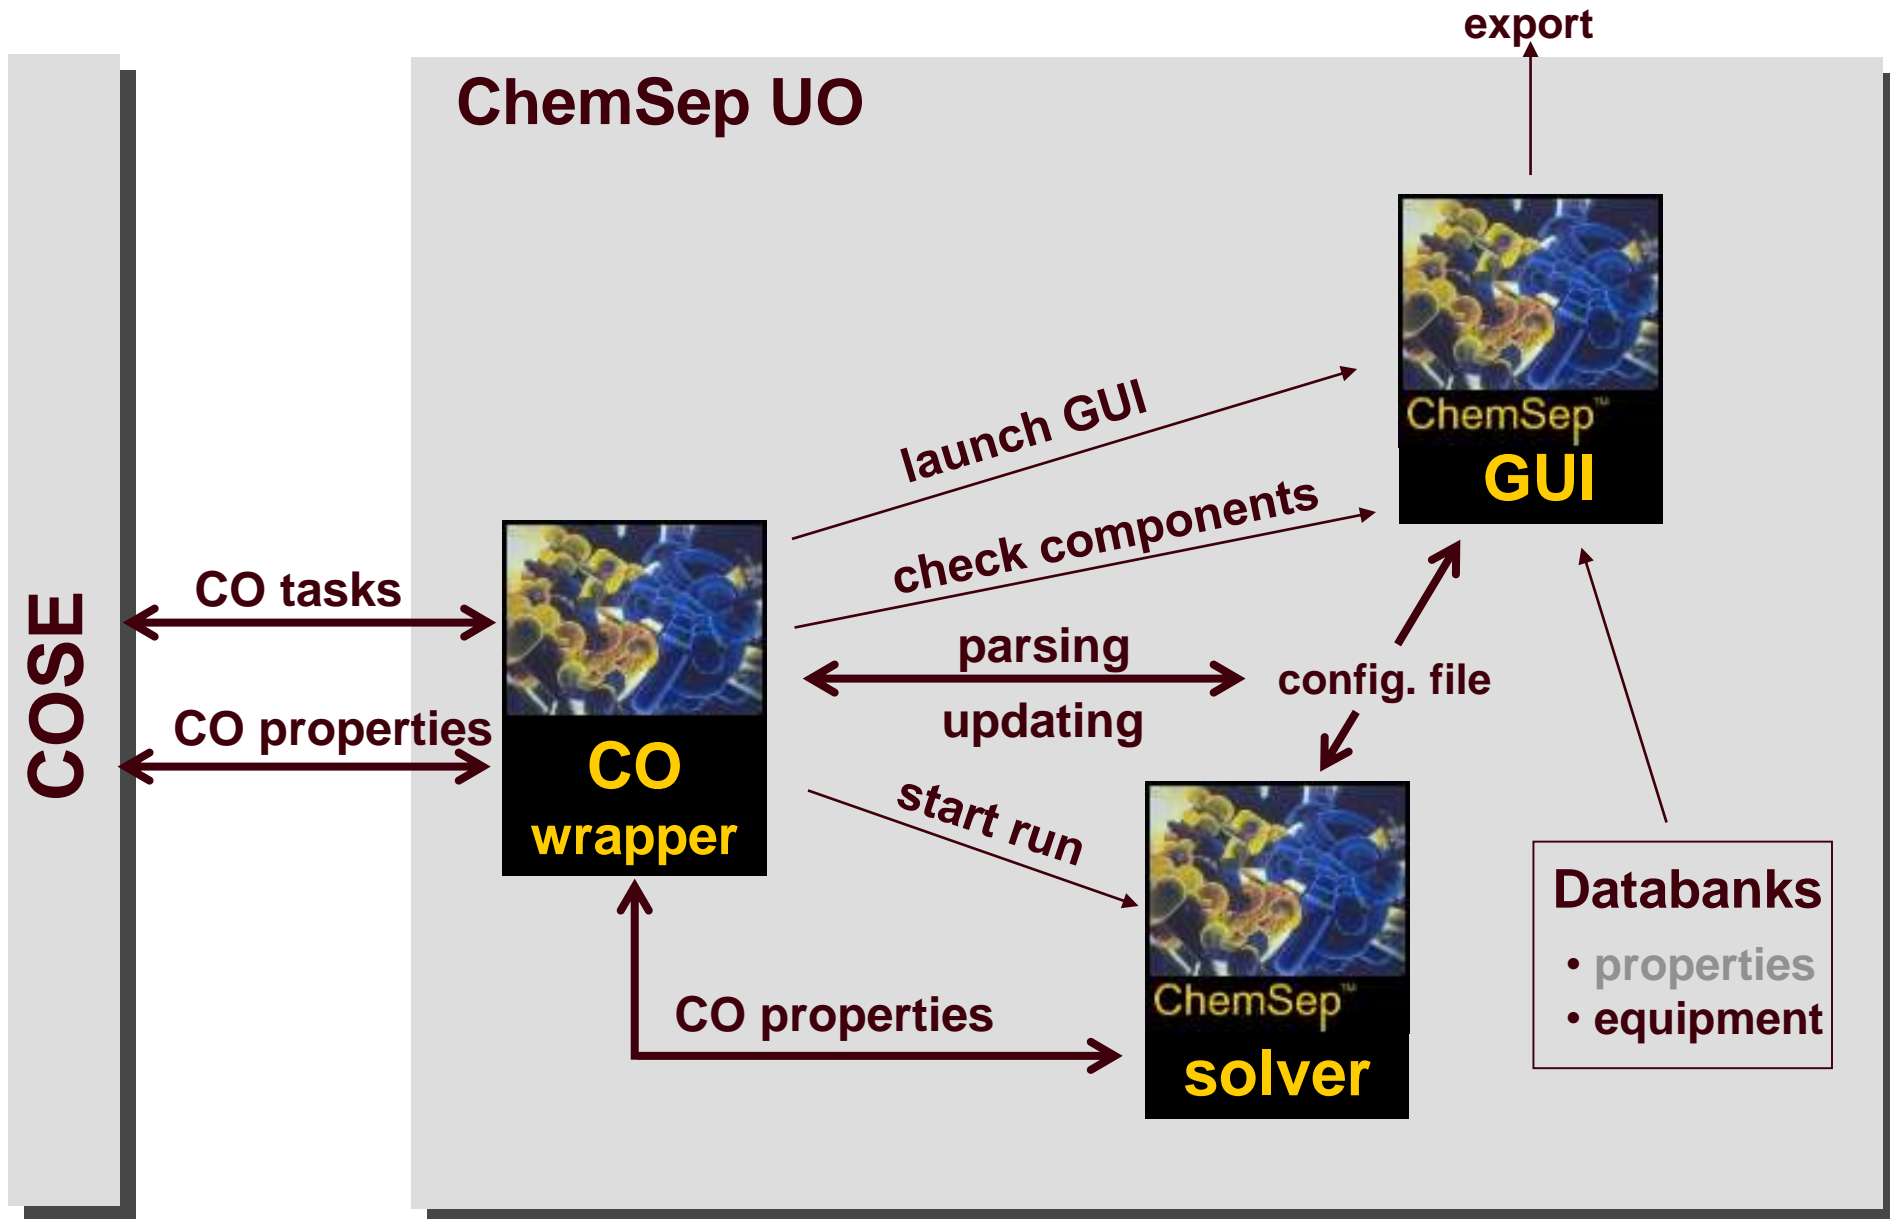 export
ChemSep UO
COSE
CO tasks
CO properties
launch GUI
check components
parsing
updating
config. file
start run
CO properties
CO
wrapper
ChemSep™
GUI
ChemSep™
solver
Databanks
• properties
• equipment